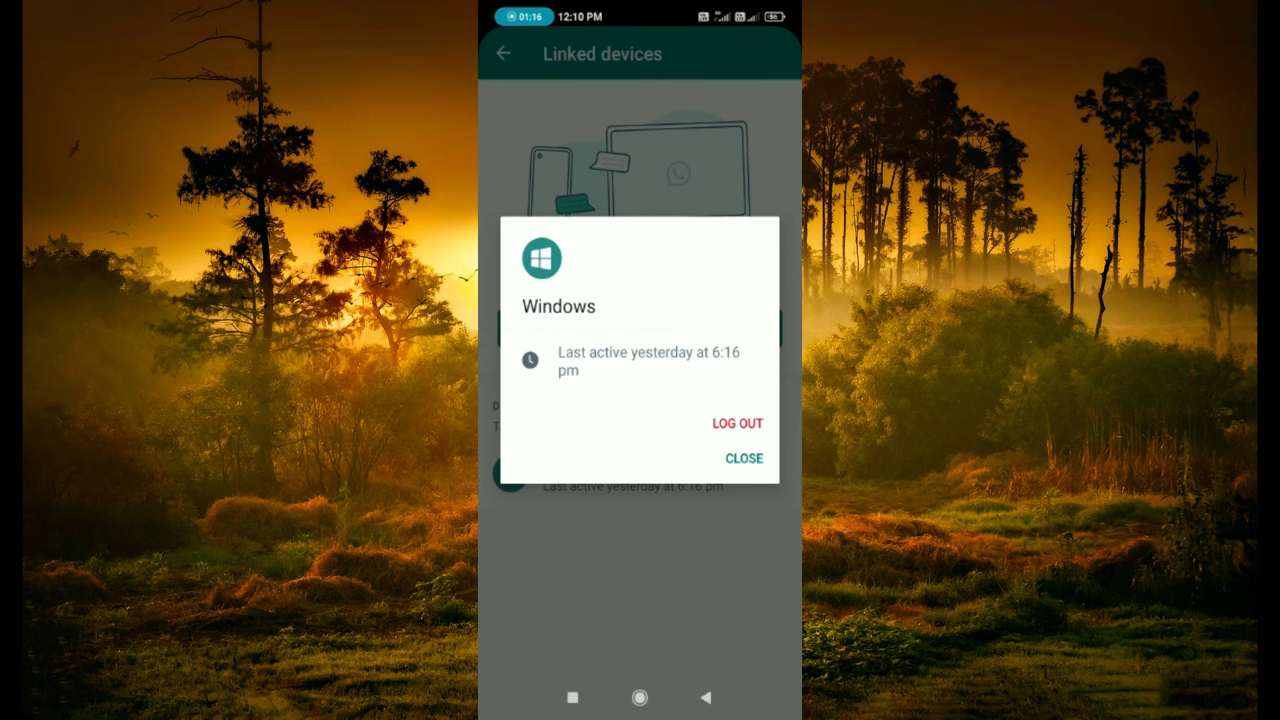 01:16 12:10 PM 56
Linked devices
Windows
Last active yesterday at 6:16
pm
LOG OUT
CLOSE
D
T
Last active yesterday at 6:16 pm